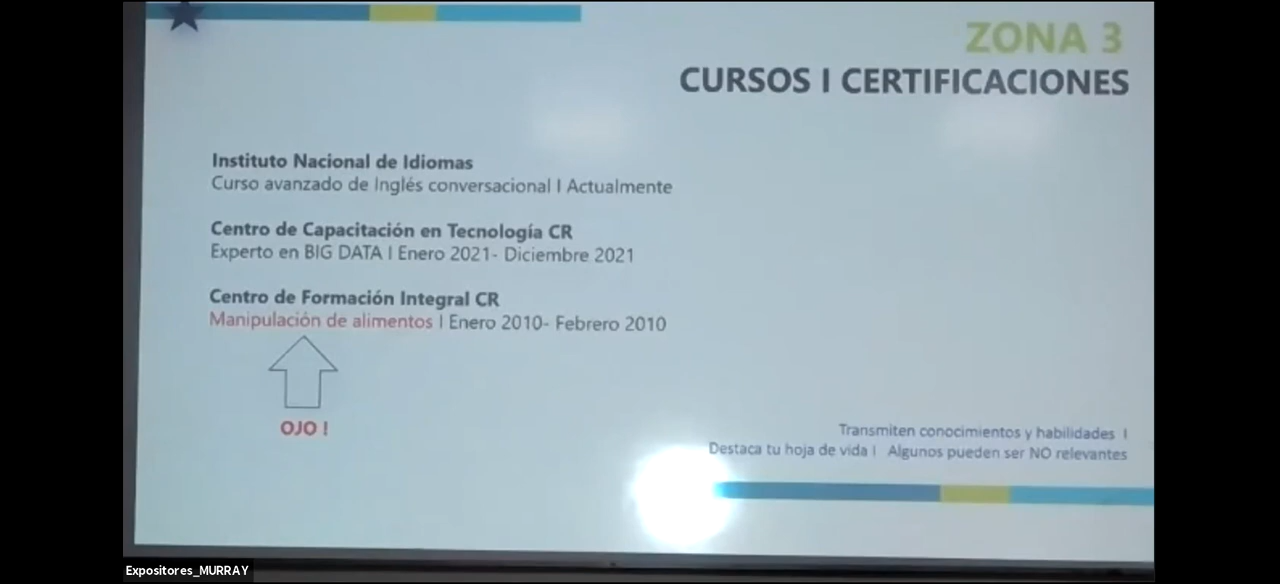 ZONA 3
CURSOS I CERTIFICACIONES
Instituto Nacional de Idiomas
Curso avanzado de Inglés conversacional I Actualmente
Centro de Capacitación en Tecnología CR
Experto en BIG DATA I Enero 2021- Diciembre 2021
Centro de Formación Integral CR
Manipulación de alimentos I Enero 2010- Febrero 2010
OJO !
Transmiten conocimientos y habilidades I
Destaca tu hoja de vida I Algunos pueden ser NO relevantes
Expositores_MURRAY